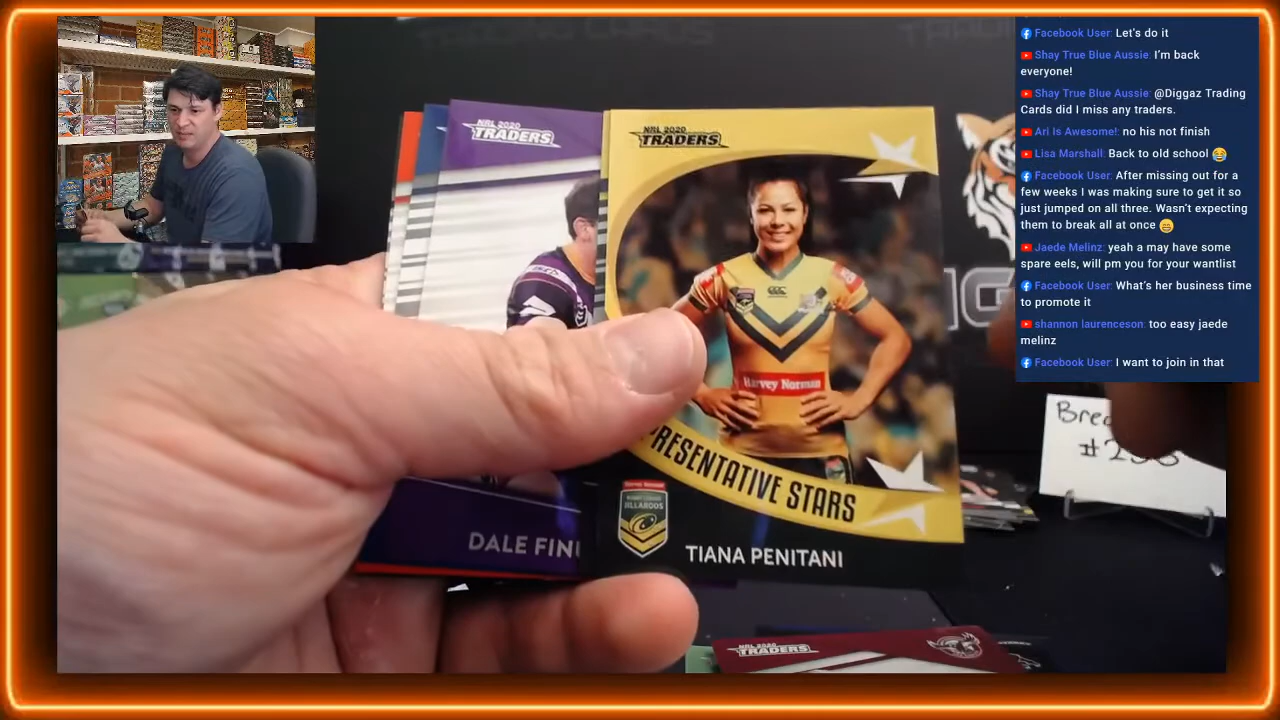 NRL 2020
TRADERS
NRL 2020
TRADERS
Harvey Norman
PRESENTATIVE STARS
JILLAROOS
TIANA PENITANI
DALE FINU
NRL 2020
TRADERS
Facebook User: Let's do it
Shay True Blue Aussie: I'm back
everyone!
Shay True Blue Aussie: @Diggaz Trading
Cards did I miss any traders.
Ari Is Awesome!: no his not finish
Lisa Marshall: Back to old school 😂
Facebook User: After missing out for a
few weeks I was making sure to get it so
just jumped on all three. Wasn't expecting
them to break all at once 😄
Jaede Melinz: yeah a may have some
spare eels, will pm you for your wantlist
Facebook User: What's her business time
to promote it
shannon laurenceson: too easy jaede
melinz
Facebook User: I want to join in that